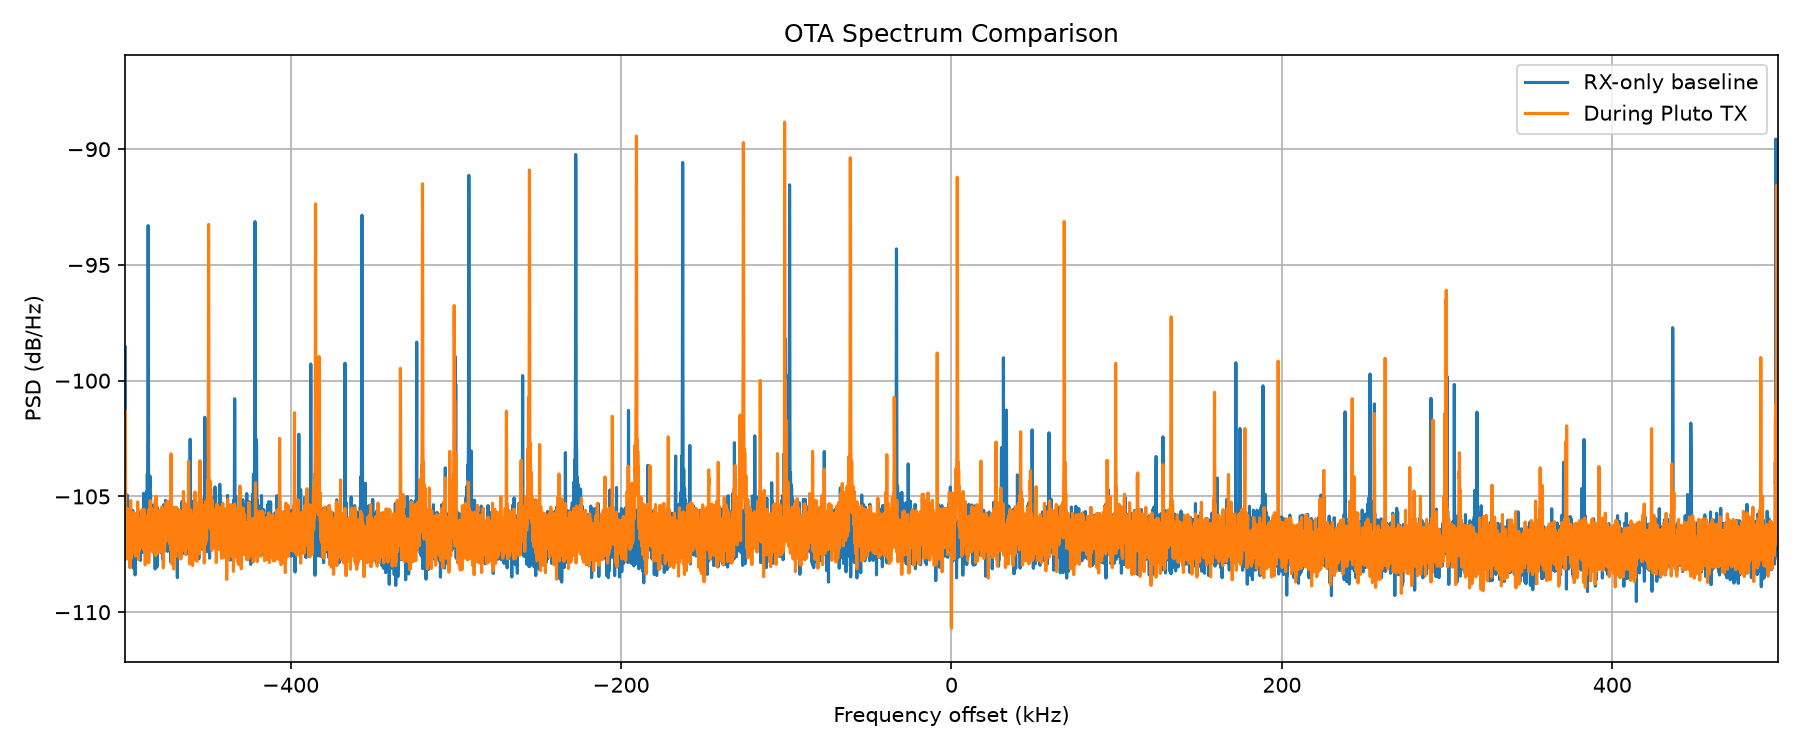 OTA Spectrum Comparison
RX-only baseline
During Pluto TX
−90
−95
−100
−105
−110
PSD (dB/Hz)
−400
−200
0
200
400
Frequency offset (kHz)